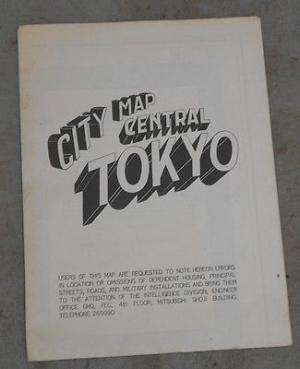 CITY MAP
CENTRAL
TOKYO
USERS OF THIS MAP ARE REQUESTED TO NOTE HEREON ERRORS
IN LOCATION OR OMISSIONS OF DEPENDENT HOUSING, PRINCIPAL
STREETS, ROADS, AND MILITARY INSTALLATIONS AND BRING THEM
TO THE ATTENTION OF THE INTELLIGENCE DIVISION, ENGINEER
OFFICE GHQ, FEC, 4th FLOOR, MITSUBISHI SHOJI BUILDING.
TELEPHONE